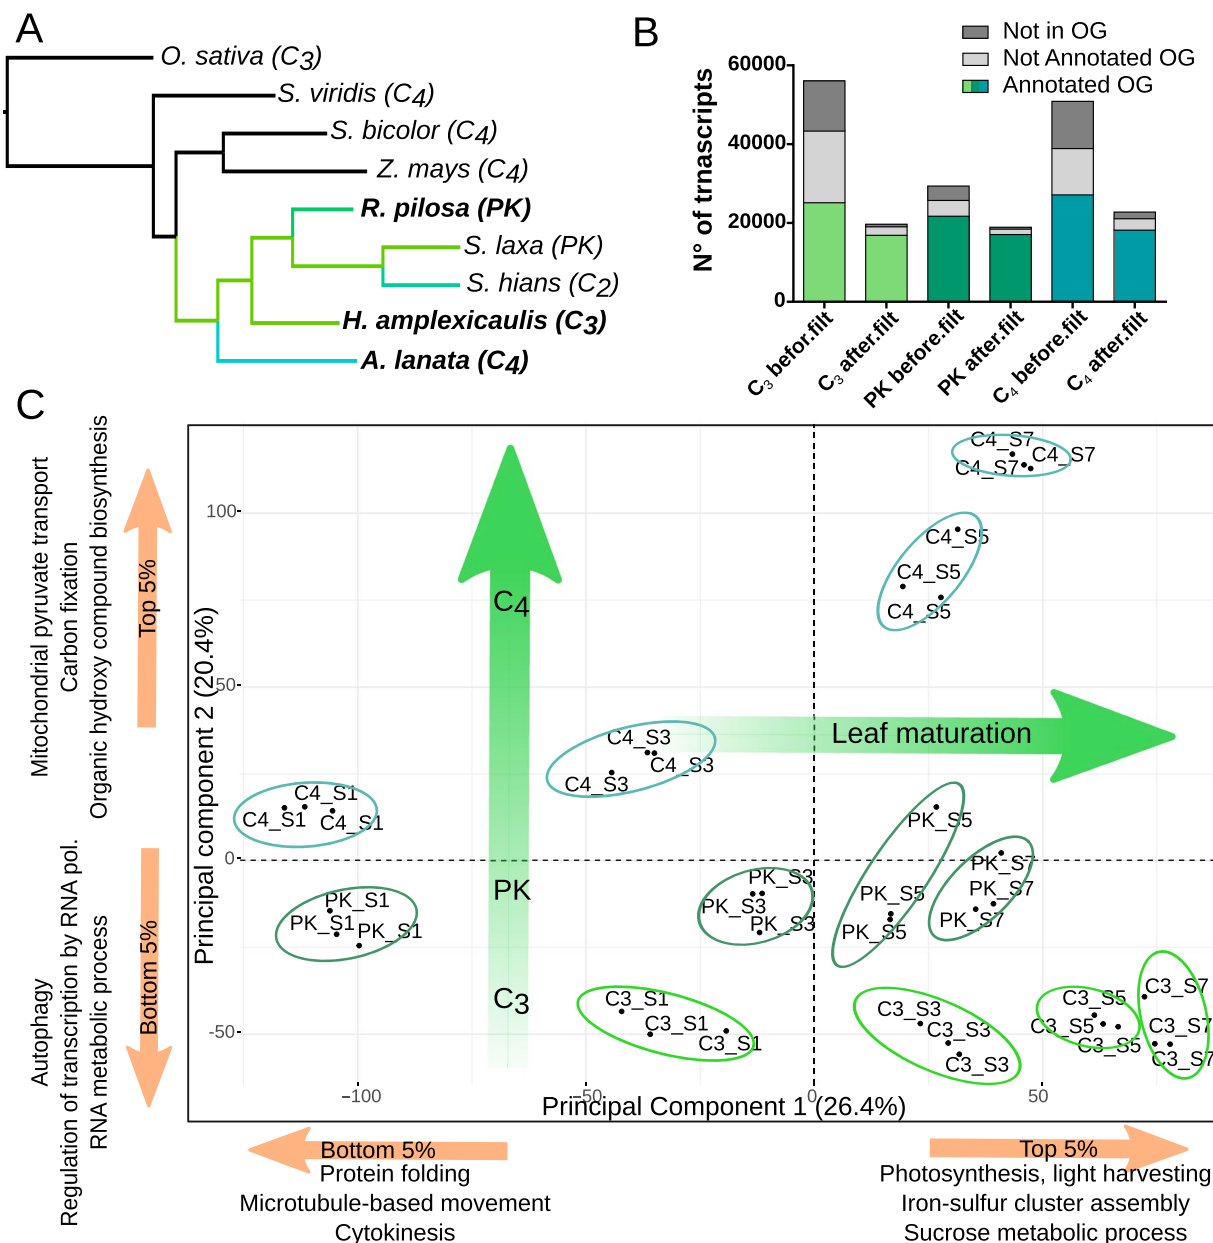 A
O. sativa (C3)
S. viridis (C4)
S. bicolor (C4)
Z. mays (C4)
R. pilosa (PK)
S. laxa (PK)
S. hians (C2)
H. amplexicaulis (C3)
A. lanata (C4)
B
Not in OG
Not Annotated OG
Annotated OG
N° of trnascripts
60000
40000
20000
0
C3 befor.filt
C3 after.filt
PK before.filt
PK after.filt
C4 before.filt
C4 after.filt
C
Mitochondrial pyruvate transport
Carbon fixation
Organic hydroxy compound biosynthesis
Top 5%
Autophagy
Regulation of transcription by RNA pol.
RNA metabolic process
Bottom 5%
Principal component 2 (20.4%)
100
50
0
-50
C4
PK
C3
Leaf maturation
C4_S7
C4_S7
C4_S7
C4_S5
C4_S5
C4_S5
C4_S3
C4_S3
C4_S3
C4_S1
C4_S1
C4_S1
PK_S5
PK_S5
PK_S5
PK_S7
PK_S7
PK_S7
PK_S3
PK_S3
PK_S3
PK_S1
PK_S1
PK_S1
C3_S1
C3_S1
C3_S1
C3_S3
C3_S3
C3_S3
C3_S5
C3_S5
C3_S5
C3_S7
C3_S7
C3_S7
−100
−50
0
50
Principal Component 1 (26.4%)
Bottom 5%
Protein folding
Microtubule-based movement
Cytokinesis
Top 5%
Photosynthesis, light harvesting
Iron-sulfur cluster assembly
Sucrose metabolic process